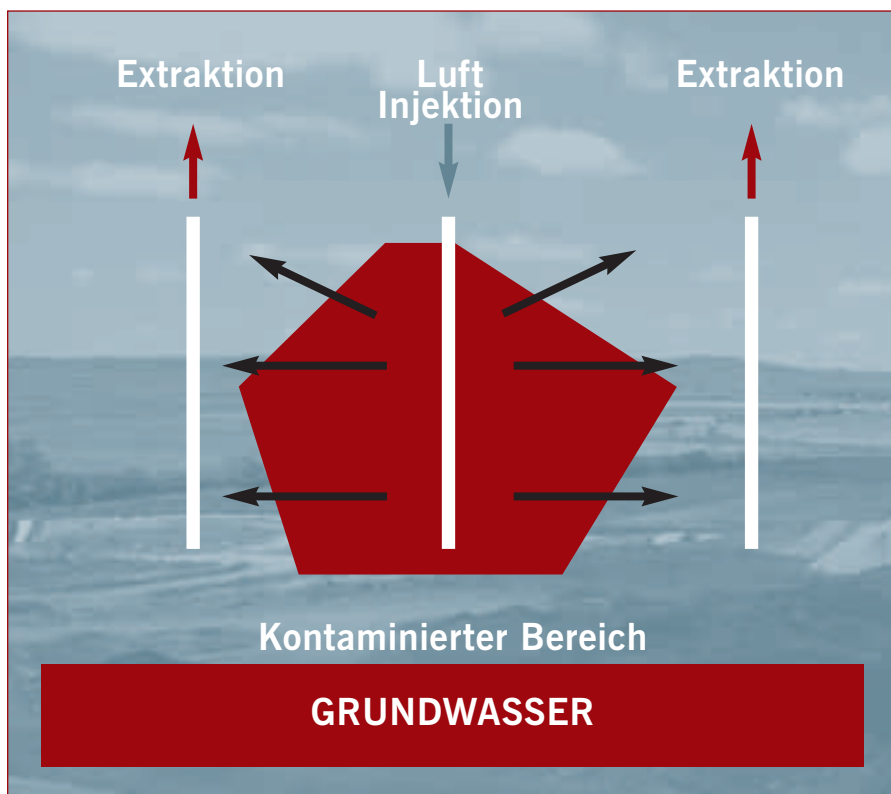 Extraktion
Luft
Injektion
Extraktion
Kontaminierter Bereich
GRUNDWASSER